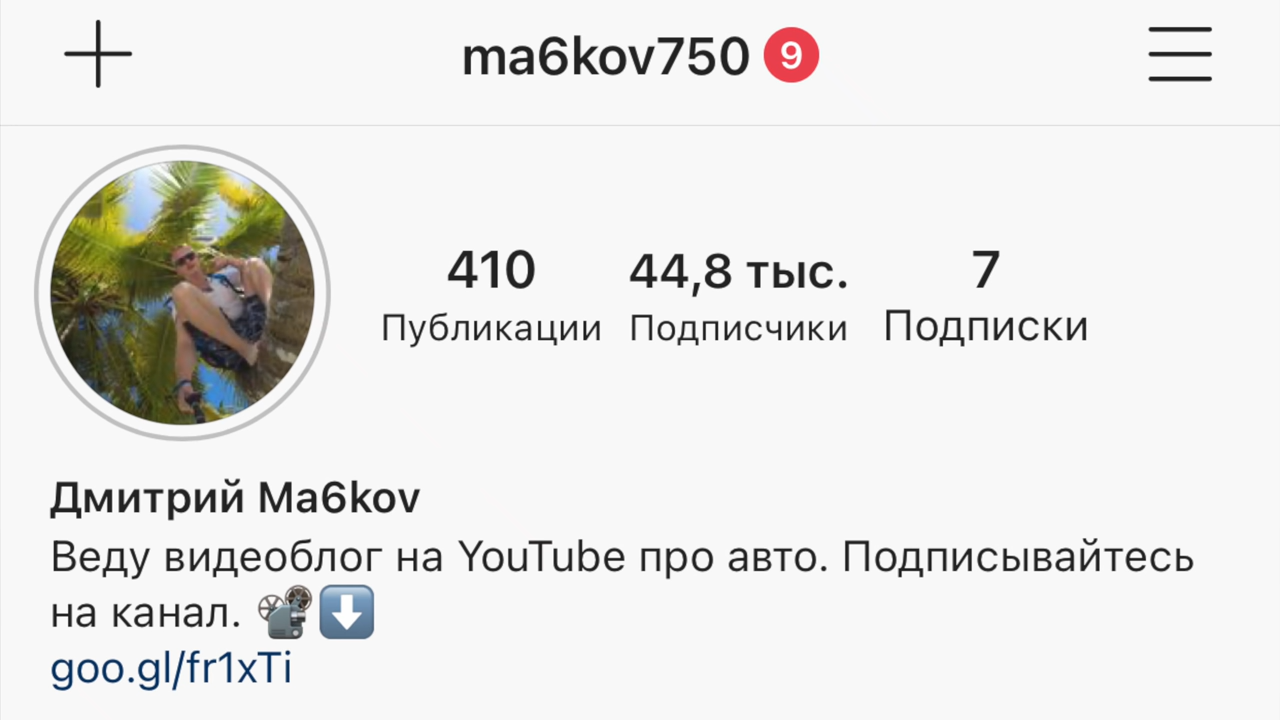 ma6kov750 9
410 44,8 тыс. 7
Публикации Подписчики Подписки
Дмитрий Ma6kov
Веду видеоблог на YouTube про авто. Подписывайтесь
на канал. 📽⬇️
goo.gl/fr1xTi